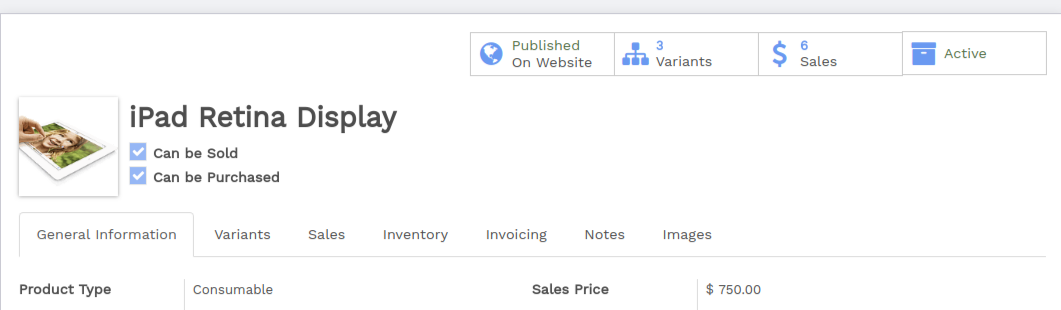 Published
On Website
3
Variants
6
Sales
Active
iPad Retina Display
Can be Sold
Can be Purchased
General Information Variants Sales Inventory Invoicing Notes Images
Product Type Consumable Sales Price $ 750.00